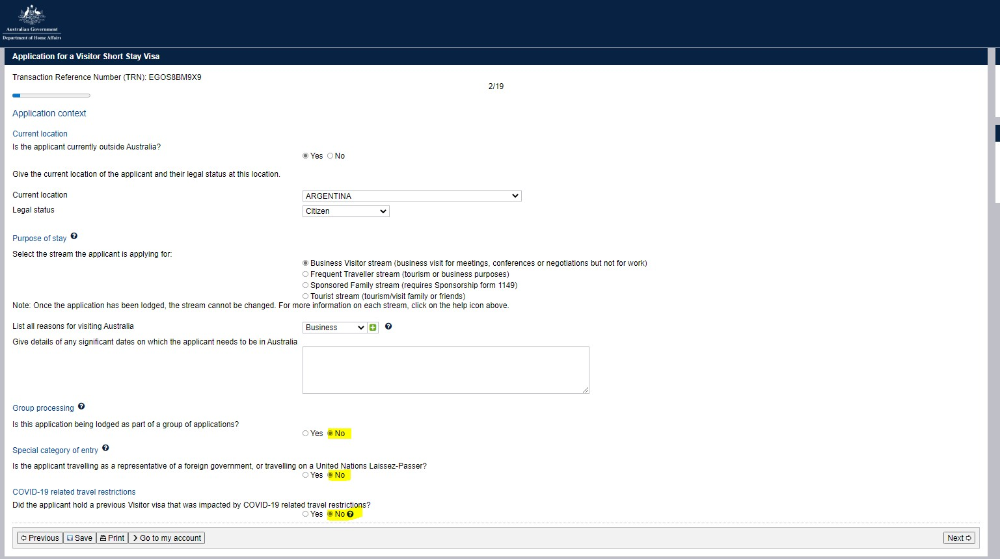 Australian Government
Department of Home Affairs
Application for a Visitor Short Stay Visa
Transaction Reference Number (TRN): EGOS8BM9X9
2/19
Application context
Current location
Is the applicant currently outside Australia?
Yes No
Give the current location of the applicant and their legal status at this location.
Current location ARGENTINA
Legal status Citizen
Purpose of stay
Select the stream the applicant is applying for:
Business Visitor stream (business visit for meetings, conferences or negotiations but not for work)
Frequent Traveller stream (tourism or business purposes)
Sponsored Family stream (requires Sponsorship form 1149)
Tourist stream (tourism/visit family or friends)
Note: Once the application has been lodged, the stream cannot be changed. For more information on each stream, click on the help icon above.
List all reasons for visiting Australia Business
Give details of any significant dates on which the applicant needs to be in Australia
Group processing
Is this application being lodged as part of a group of applications?
Yes No
Special category of entry
Is the applicant travelling as a representative of a foreign government, or travelling on a United Nations Laissez-Passer?
Yes No
COVID-19 related travel restrictions
Did the applicant hold a previous Visitor visa that was impacted by COVID-19 related travel restrictions?
Yes No
Previous Save Print Go to my account Next